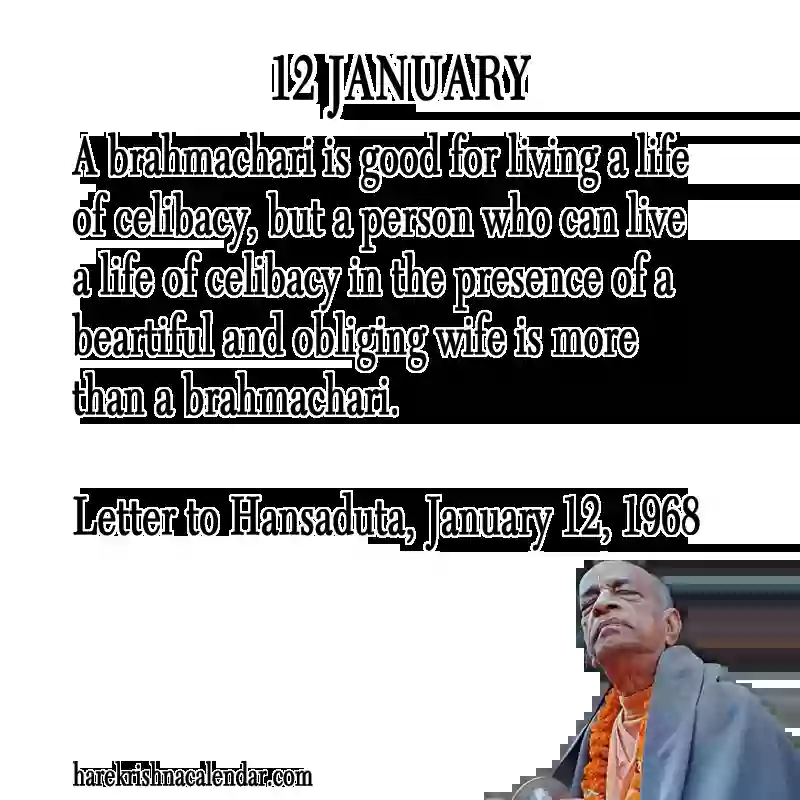 12 JANUARY
A brahmachari is good for living a life
of celibacy, but a person who can live
a life of celibacy in the presence of a
beartiful and obliging wife is more
than a brahmachari.
Letter to Hansaduta, January 12, 1968
harekrishnacalendar.com